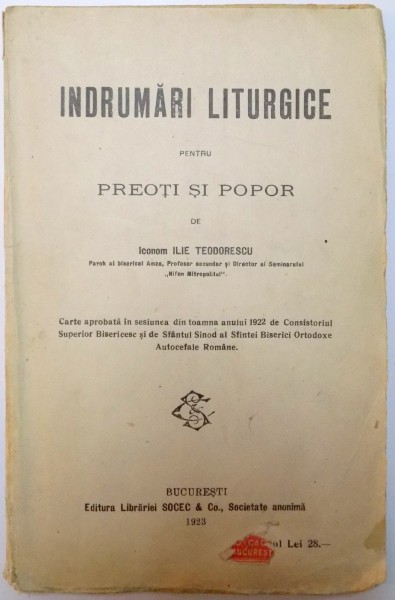 INDRUMĂRI LITURGICE
PENTRU
PREOȚI ȘI POPOR
DE
Iconom ILIE TEODORESCU
Paroh al bisericei Amza, Profesor secundar și Director al Seminarului
„Nifon Mitropolitul".
Carte aprobată în sesiunea din toamna anului 1922 de Consistoriul
Superior Bisericesc și de Sfântul Sinod al Sfintei Biserici Ortodoxe
Autocefale Române.
BUCUREȘTI
Editura Librăriei SOCEC & Co., Societate anonimă
1923
Lei 28.—
BUCUREȘTI